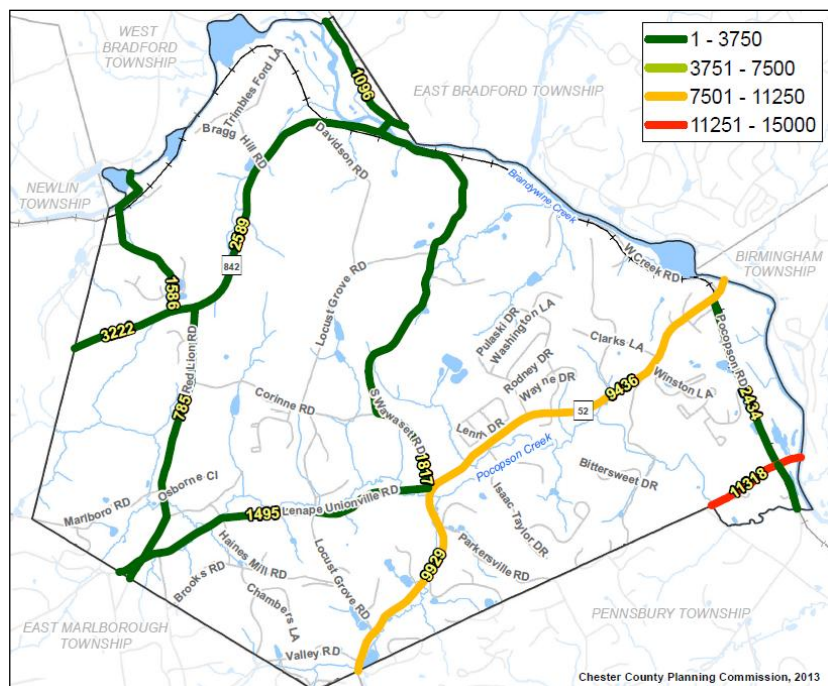 WEST
BRADFORD
TOWNSHIP
1 - 3750
3751 - 7500
7501 - 11250
11251 - 15000
1096
EAST BRADFORD TOWNSHIP
Trimbles Ford LA
Bragg
Hill RD
Davidson RD
NEWLIN
TOWNSHIP
Brandywine Creek
2589
842
W Creek RD
BIRMINGHAM
TOWNSHIP
1586
Locust Grove RD
3222
Red Lion RD
Pulaski DR
Washington LA
Clarks LA
Pocopson RD
Rodney DR
Wayne DR
9436
Winston LA
785
Corinne RD
S Wawaset RD
52
2434
Lenni DR
Pocopson Creek
1817
Bittersweet DR
Osborne Cl
Isaac Taylor DR
11318
Marlboro RD
1495
Lenape Unionville RD
Haines Mill RD
Locust Grove RD
9929
Parkersville RD
Brooks RD
Chambers LA
EAST MARLBOROUGH
TOWNSHIP
PENNSBURY TOWNSHIP
Valley RD
Chester County Planning Commission, 2013